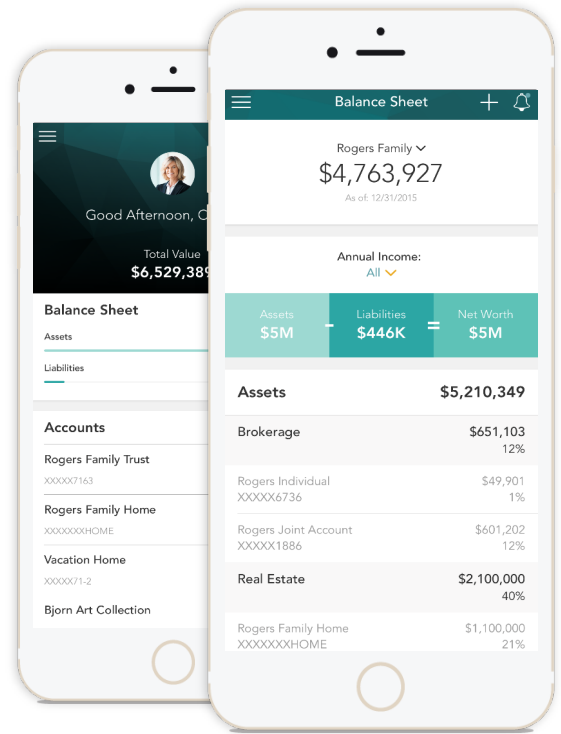 Good Afternoon, C
Total Value
$6,529,389
Balance Sheet
Assets
Liabilities
Accounts
Rogers Family Trust
XXXXX7163
Rogers Family Home
XXXXXXXHOME
Vacation Home
XXXXX71-2
Bjorn Art Collection
Balance Sheet
Rogers Family
$4,763,927
As of: 12/31/2015
Annual Income:
All
Assets Liabilities Net Worth
$5M - $446K = $5M
Assets $5,210,349
Brokerage $651,103
12%
Rogers Individual $49,901
XXXXX6736 1%
Rogers Joint Account $601,202
XXXXX1886 12%
Real Estate $2,100,000
40%
Rogers Family Home $1,100,000
XXXXXXXHOME 21%